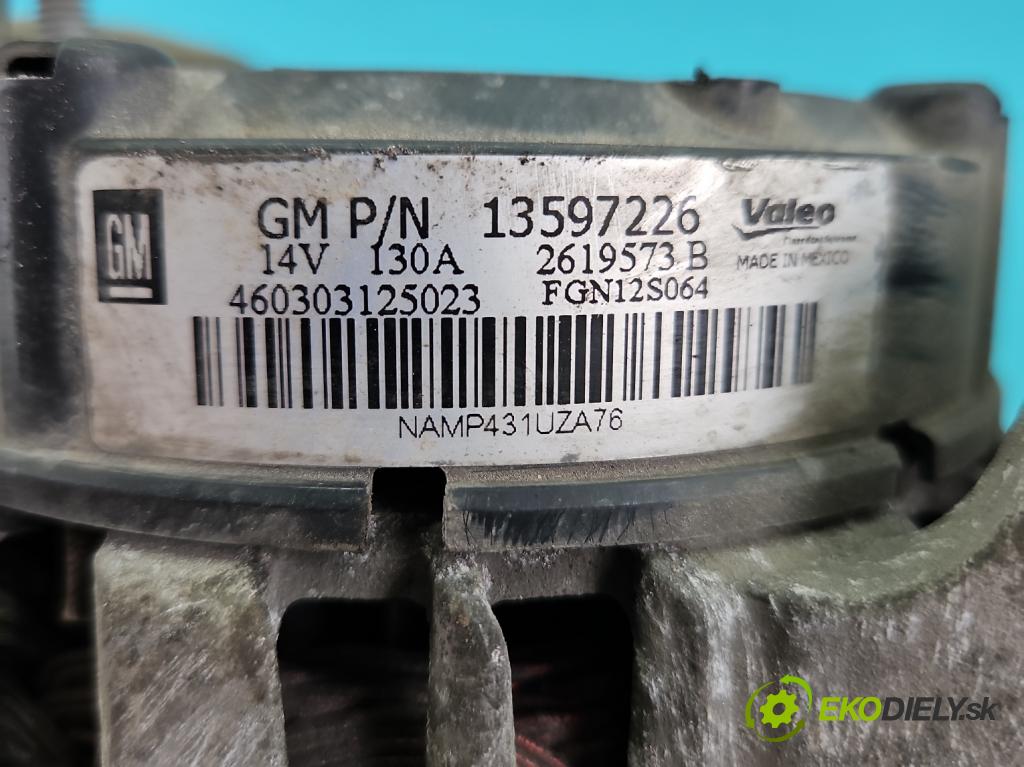 GM
GM P/N 13597226
14V 130A 2619573 B
460303125023 FGN12S064
Valeo
MADE IN MEXICO
NAMP431UZA76
EKODIELY.sk